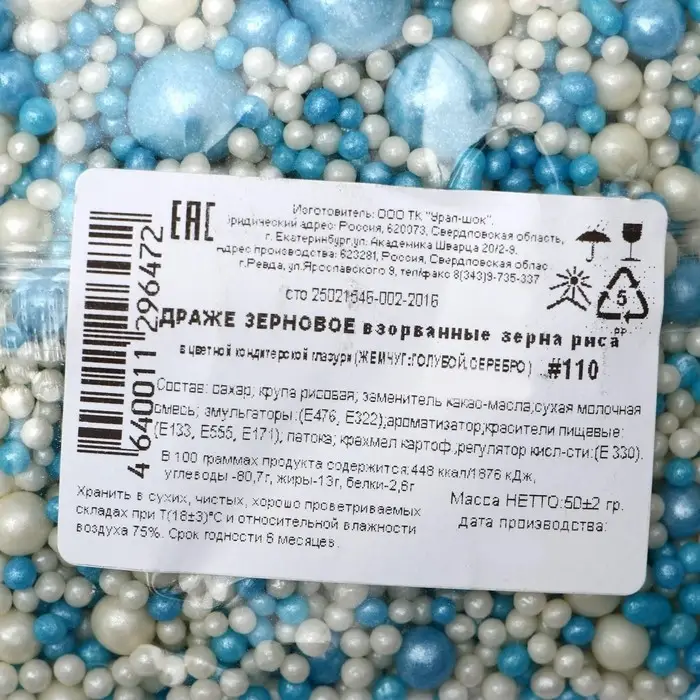 EAC
Изготовитель: ООО ТК "Урал-шок".
ридический адрес: Россия, 620073, Свердловская область,
г. Екатеринбург,ул. Академика Шварца 20/2-9.
дрес производства: 623281, Россия, Свердловская облас
г.Ревда, ул.Ярославского 9, тел/факс 8(343)9-735-337
сто 25021646-002-2016
ДРАЖЕ ЗЕРНОВОЕ взорванные зерна риса
в цветной кондитерской глазури (ЖЕМЧУГ:ГОЛУБОЙ, СЕРЕБРО) #110
Состав: сахар; крупа рисовая; заменитель какао-масла,сухая молочная
смесь; эмульгаторы:(Е476, Е322),ароматизатор;красители пищевые:
(Е133, Е555, Е171), патока; крахмал картоф.,регулятор кисл-сти:(Е 330).
В 100 граммах продукта содержится:448 ккал/1876 кДж,
углеводы -80,7г, жиры-13г, белки-2,6г
Хранить в сухих, чистых, хорошо проветриваемых
складах при Т(18±3)°С и относительной влажности
воздуха 75%. Срок годности 6 месяцев.
Масса НЕТТО:50±2 гр.
дата производства:
4640011 296472
5
PP